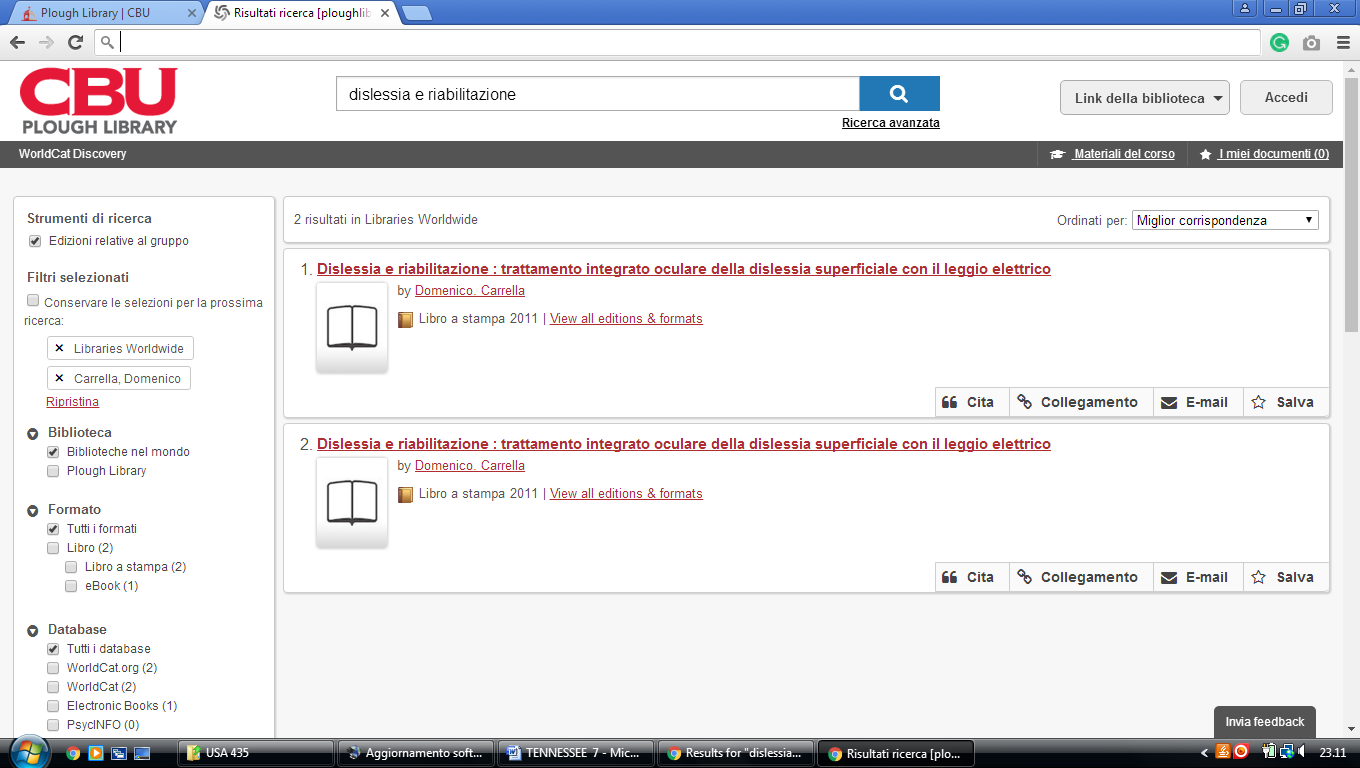 Plough Library | CBU
Risultati ricerca [ploughlib
CBU
PLOUGH LIBRARY
dislessia e riabilitazione
Ricerca avanzata
Link della biblioteca
Accedi
WorldCat Discovery
Materiali del corso
I miei documenti (0)
Strumenti di ricerca
Edizioni relative al gruppo
Filtri selezionati
Conservare le selezioni per la prossima
ricerca:
Libraries Worldwide
Carrella, Domenico
Ripristina
Biblioteca
Biblioteche nel mondo
Plough Library
Formato
Tutti i formati
Libro (2)
Libro a stampa (2)
eBook (1)
Database
Tutti i database
WorldCat.org (2)
WorldCat (2)
Electronic Books (1)
PsycINFO (0)
2 risultati in Libraries Worldwide
Ordinati per: Miglior corrispondenza
1. Dislessia e riabilitazione : trattamento integrato oculare della dislessia superficiale con il leggio elettrico
by Domenico. Carrella
Libro a stampa 2011 | View all editions & formats
Cita Collegamento E-mail Salva
2. Dislessia e riabilitazione : trattamento integrato oculare della dislessia superficiale con il leggio elettrico
by Domenico. Carrella
Libro a stampa 2011 | View all editions & formats
Cita Collegamento E-mail Salva
Invia feedback
USA 435
Aggiornamento soft...
TENNESSEE 7 - Mic...
Results for "dislessia...
Risultati ricerca [plo...
23.11